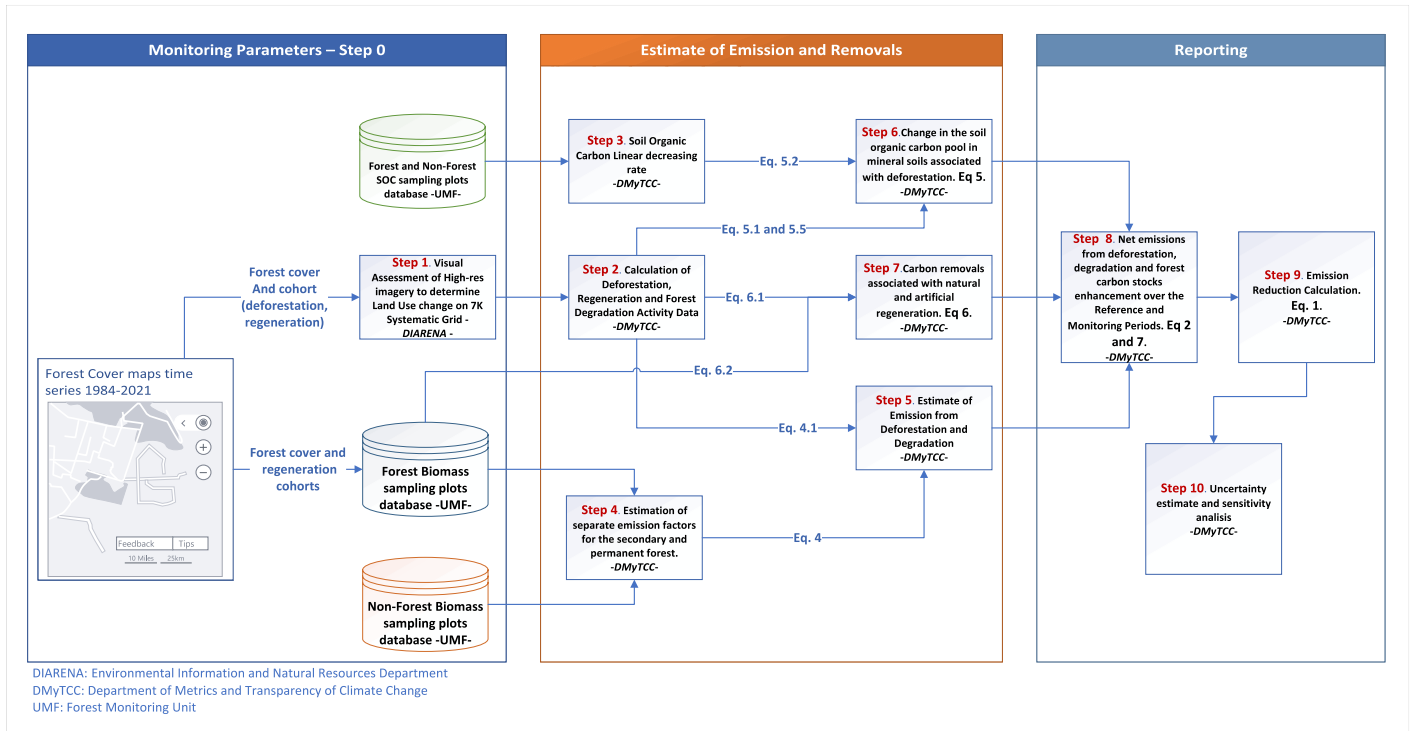 Monitoring Parameters – Step 0
Estimate of Emission and Removals
Reporting
Forest and Non-Forest
SOC sampling plots
database -UMF-
Step 3. Soil Organic
Carbon Linear decreasing
rate
-DMyTCC-
Eq. 5.2
Step 6.Change in the soil
organic carbon pool in
mineral soils associated
with deforestation. Eq 5.
-DMyTCC-
Eq. 5.1 and 5.5
Forest cover
And cohort
(deforestation,
regeneration)
Step 1. Visual
Assessment of High-res
imagery to determine
Land Use change on 7K
Systematic Grid -
DIARENA -
Step 2. Calculation of
Deforestation,
Regeneration and Forest
Degradation Activity Data
-DMyTCC-
Eq. 6.1
Step 7.Carbon removals
associated with natural
and artificial
regeneration. Eq 6.
-DMyTCC-
Step 8. Net emissions
from deforestation,
degradation and forest
carbon stocks
enhancement over the
Reference and
Monitoring Periods. Eq 2
and 7.
-DMyTCC-
Step 9. Emission
Reduction Calculation.
Eq. 1.
-DMyTCC-
Eq. 6.2
Forest Cover maps time
series 1984-2021
Feedback
Tips
10 Miles
25km
Forest cover and
regeneration
cohorts
Forest Biomass
sampling plots
database -UMF-
Eq. 4.1
Step 5. Estimate of
Emission from
Deforestation and
Degradation
-DMyTCC-
Step 4. Estimation of
separate emission factors
for the secondary and
permanent forest.
-DMyTCC-
Eq. 4
Step 10. Uncertainty
estimate and sensitivity
analisis
-DMyTCC-
Non-Forest Biomass
sampling plots
database -UMF-
DIARENA: Environmental Information and Natural Resources Department
DMyTCC: Department of Metrics and Transparency of Climate Change
UMF: Forest Monitoring Unit